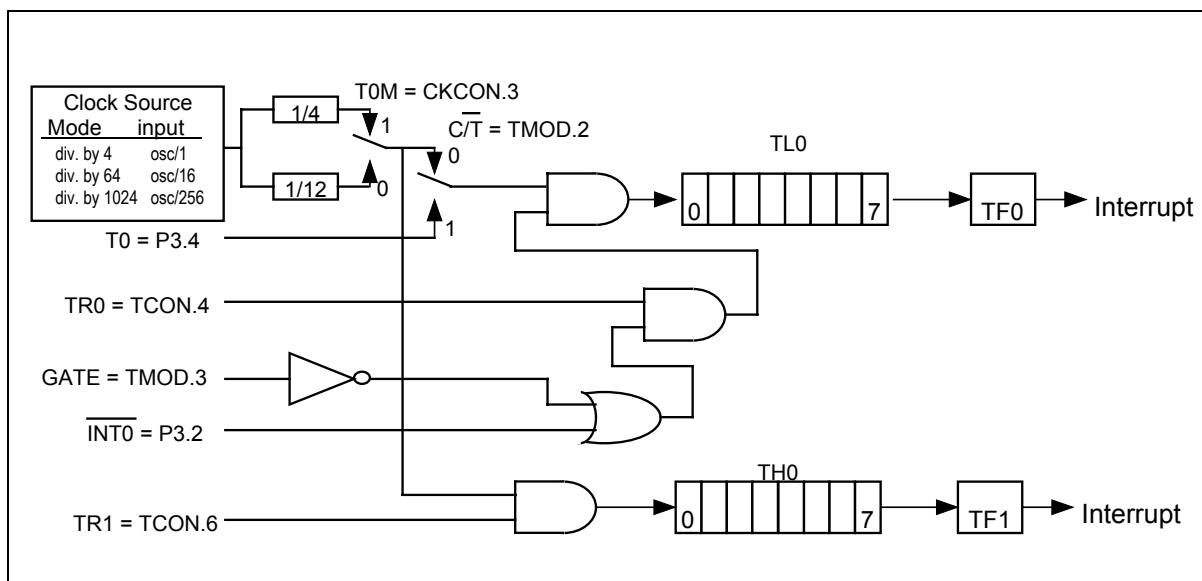 Clock Source
Mode input
div. by 4 osc/1
div. by 64 osc/16
div. by 1024 osc/256
1/4
1/12
T0M = CKCON.3
1
0
C/T̅ = TMOD.2
0
1
T0 = P3.4
TL0
0 7
TF0
Interrupt
TR0 = TCON.4
GATE = TMOD.3
I̅N̅T̅0̅ = P3.2
TR1 = TCON.6
TH0
0 7
TF1
Interrupt